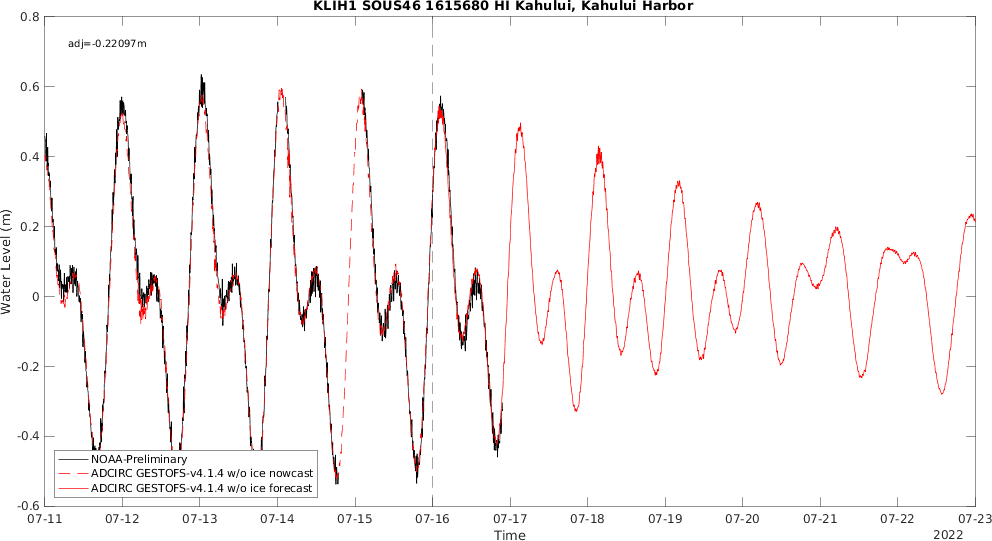 KLIH1 SOUS46 1615680 HI Kahului, Kahului Harbor
adj=-0.22097m
0.8
0.6
0.4
0.2
0
-0.2
-0.4
-0.6
Water Level (m)
NOAA-Preliminary
ADCIRC GESTOFS-v4.1.4 w/o ice nowcast
ADCIRC GESTOFS-v4.1.4 w/o ice forecast
07-11 07-12 07-13 07-14 07-15 07-16 07-17 07-18 07-19 07-20 07-21 07-22 07-23
Time
2022